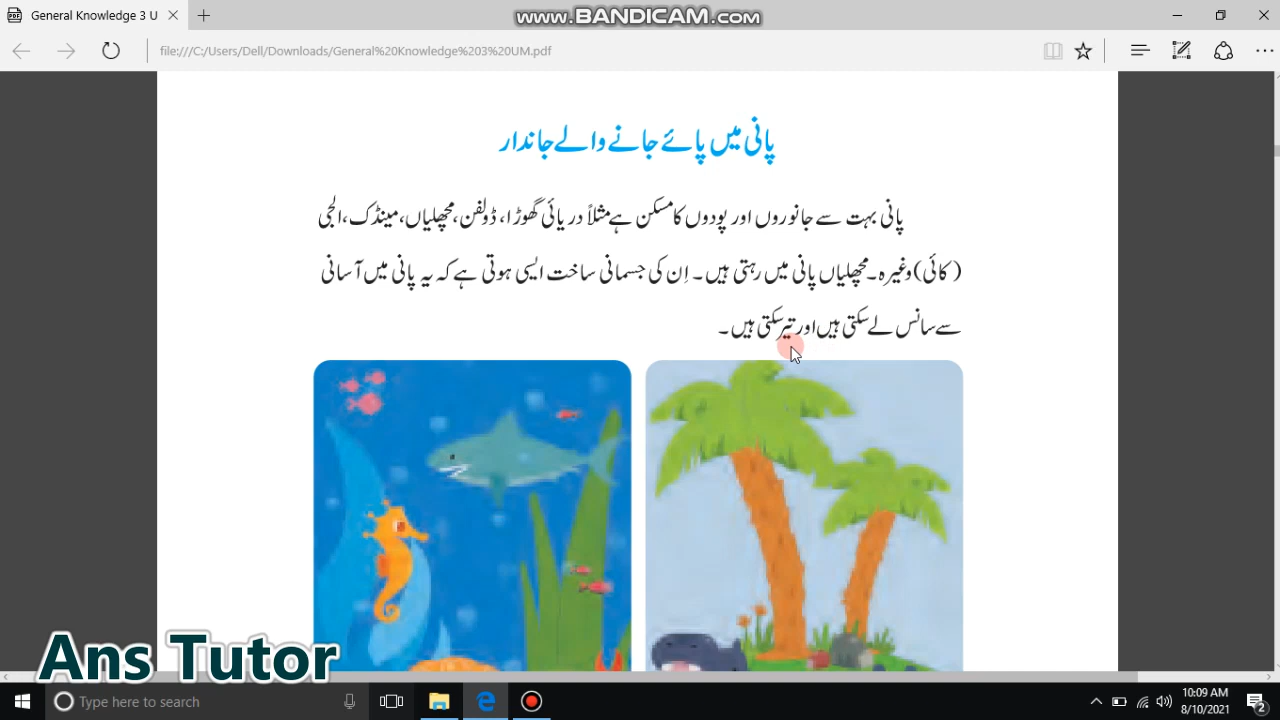 General Knowledge 3 U
www.BANDICAM.com
file:///C:/Users/Dell/Downloads/General%20Knowledge%203%20UM.pdf
پانی میں پائے جانے والے جاندار
پانی بہت سے جانوروں اور پودوں کا مسکن ہے مثلاً دریائی گھوڑا، ڈولفن، مچھلیاں، مینڈک، الجی
(کائی) وغیرہ۔ مچھلیاں پانی میں رہتی ہیں۔ اِن کی جسمانی ساخت ایسی ہوتی ہے کہ یہ پانی میں آسانی
سے سانس لے سکتی ہیں اور تیر سکتی ہیں۔
Ans Tutor
Type here to search
10:09 AM
8/10/2021
2